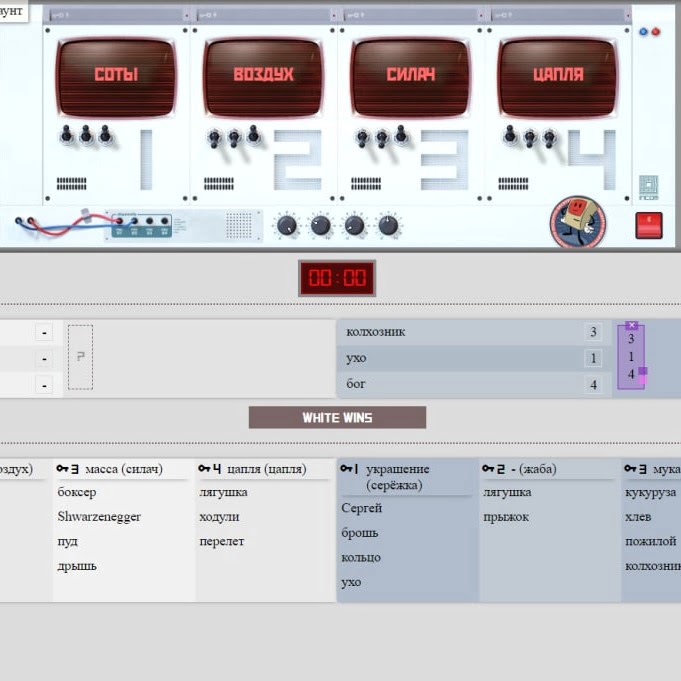 аунт
СОТЫ
ВОЗДУХ
СИЛАЧ
ЦАПЛЯ
1
2
3
4
00:00
-
?
колхозник 3
3
-
ухо 1
1
-
бог 4
4
WHITE WINS
оздух)
3 масса (силач)
боксер
Shwarzenegger
пуд
дрышь
4 цапля (цапля)
лягушка
ходули
перелет
1 украшение
(серёжка)
Сергей
брошь
кольцо
ухо
2 - (жаба)
лягушка
прыжок
3 мука
кукуруза
хлев
пожилой
колхозник